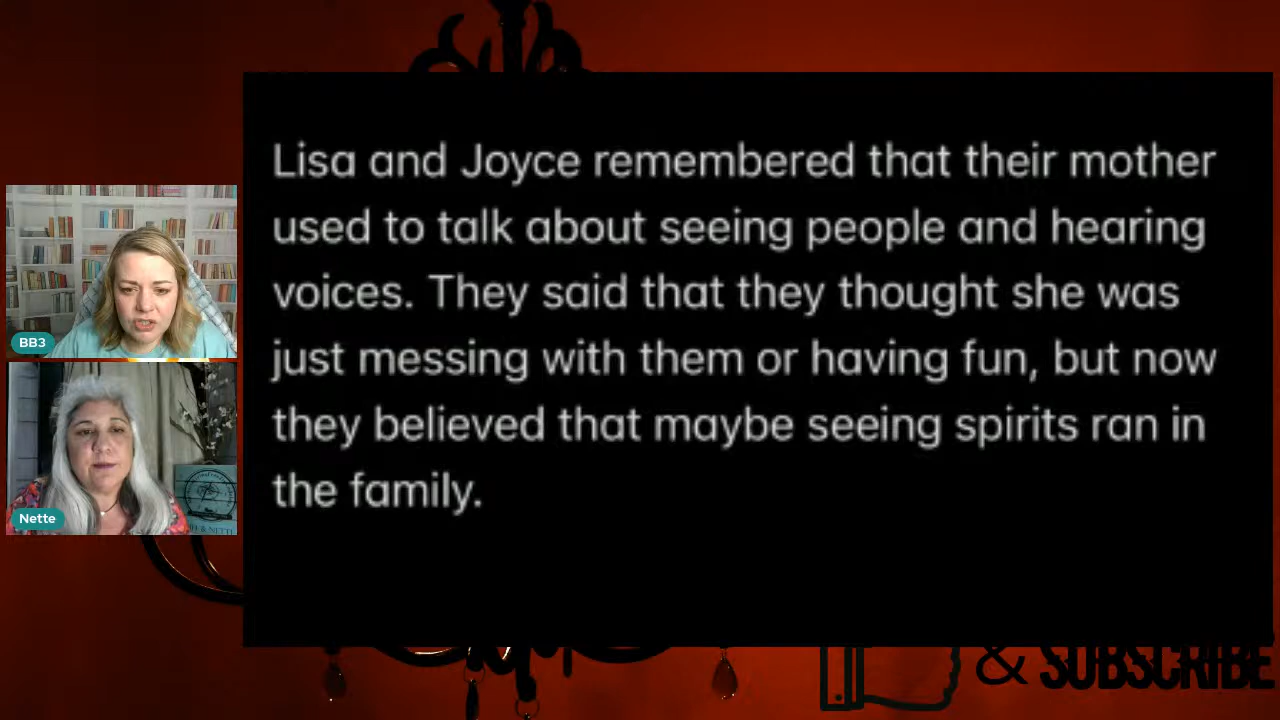 Lisa and Joyce remembered that their mother
used to talk about seeing people and hearing
voices. They said that they thought she was
just messing with them or having fun, but now
they believed that maybe seeing spirits ran in
the family.
BB3
Nette
& NETTE
& SUBSCRIBE